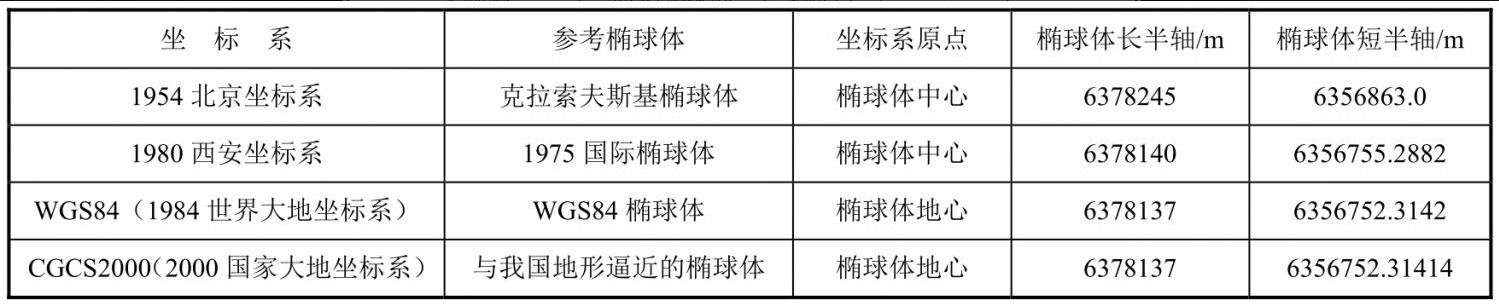 坐 标 系 参考椭球体 坐标系原点 椭球体长半轴/m 椭球体短半轴/m
1954 北京坐标系 克拉索夫斯基椭球体 椭球体中心 6378245 6356863.0
1980 西安坐标系 1975 国际椭球体 椭球体中心 6378140 6356755.2882
WGS84（1984 世界大地坐标系） WGS84 椭球体 椭球体地心 6378137 6356752.3142
CGCS2000（2000 国家大地坐标系） 与我国地形逼近的椭球体 椭球体地心 6378137 6356752.31414